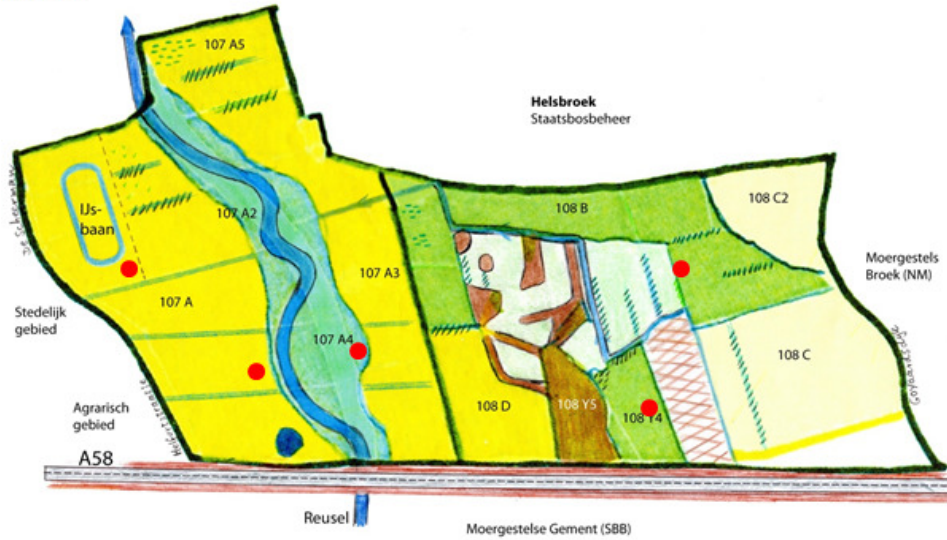 107 A5
Helsbroek
Staatsbosbeheer
IJs-
baan
107 A2
108 B
108 C2
107 A3
Moergestels
Broek (NM)
107 A
Stedelijk
gebied
107 A4
108 C
108 D
108 Y5
108 Y4
Agrarisch
gebied
A58
Reusel
Moergestelse Gement (SBB)